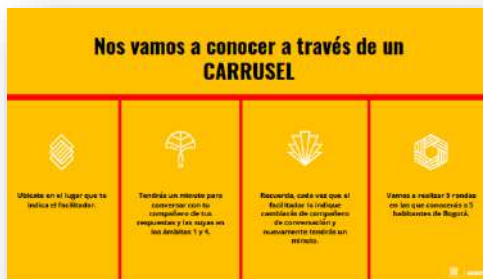 Nos vamos a conocer a través de un
CARRUSEL
Ubícate en el lugar que te
indica el facilitador.
Tendrás un minuto para
conversar con tu
compañero de tus
respuestas y las suyas en
los ámbitos 1 y 4.
Recuerda, cada vez que el
facilitador lo indique
cambiarás de compañero
de conversación y
nuevamente tendrás un
minuto.
Vamos a realizar rondas
en las que conocerás a 5
habitantes de Bogotá.